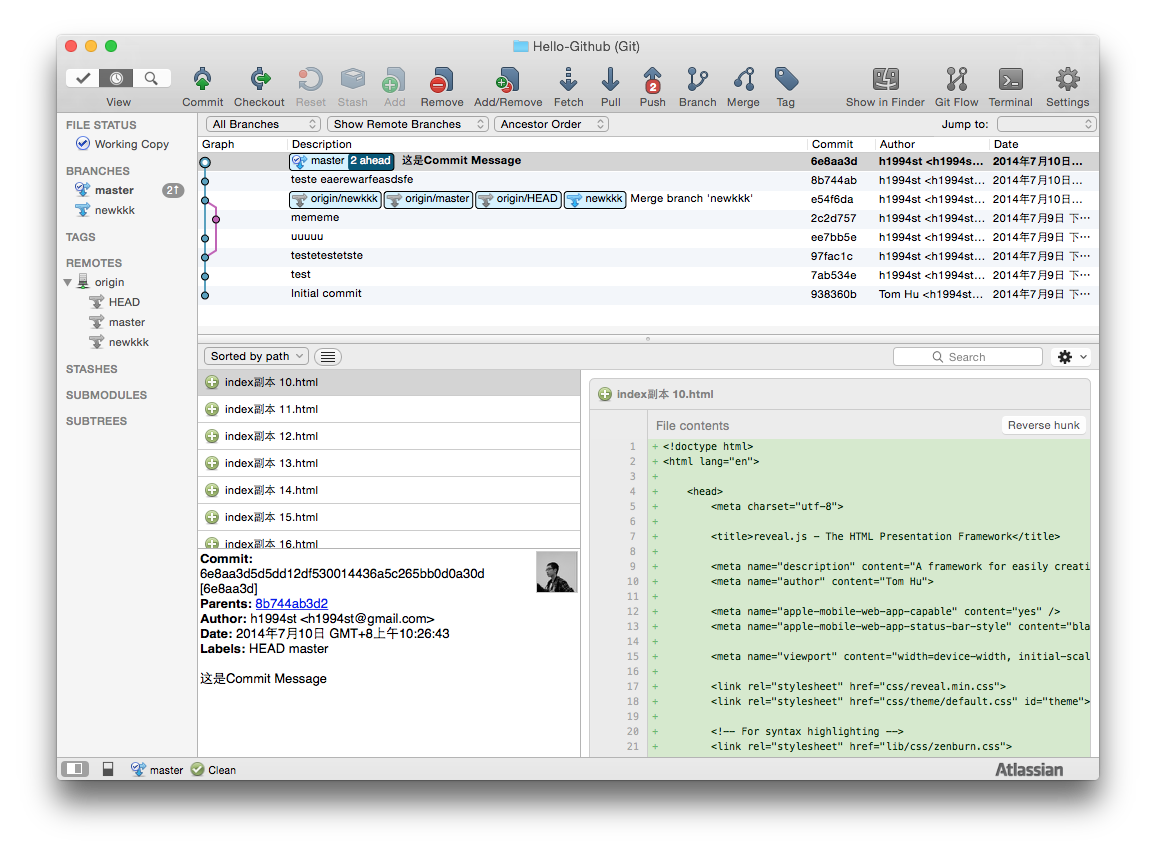 Hello-Github (Git)
View Commit Checkout Reset Stash Add Remove Add/Remove Fetch Pull 2 Push Branch Merge Tag Show in Finder Git Flow Terminal Settings
All Branches Show Remote Branches Ancestor Order Jump to:
Graph Description Commit Author Date
FILE STATUS
Working Copy
BRANCHES
master 2↑
newkkk
TAGS
REMOTES
origin
HEAD
master
newkkk
STASHES
SUBMODULES
SUBTREES
master 2 ahead 这是Commit Message 6e8aa3d h1994st <h1994s... 2014年7月10日...
teste eaerewarfeasdsfe 8b744ab h1994st <h1994st... 2014年7月10日...
origin/newkkk origin/master origin/HEAD newkkk Merge branch 'newkkk' e54f6da h1994st <h1994st... 2014年7月10日...
mememe 2c2d757 h1994st <h1994st... 2014年7月9日 下···
uuuuu ee7bb5e h1994st <h1994st... 2014年7月9日 下···
testetestetste 97fac1c h1994st <h1994st... 2014年7月9日 下···
test 7ab534e h1994st <h1994st... 2014年7月9日 下···
Initial commit 938360b Tom Hu <h1994st... 2014年7月9日 下···
Sorted by path Search
index副本 10.html
index副本 11.html
index副本 12.html
index副本 13.html
index副本 14.html
index副本 15.html
index副本 16.html
Commit:
6e8aa3d5d5dd12df530014436a5c265bb0d0a30d
[6e8aa3d]
Parents: 8b744ab3d2
Author: h1994st <h1994st@gmail.com>
Date: 2014年7月10日 GMT+8上午10:26:43
Labels: HEAD master
这是Commit Message
index副本 10.html
File contents Reverse hunk
1 + <!doctype html>
2 + <html lang="en">
3 +
4 + <head>
5 + <meta charset="utf-8">
6 +
7 + <title>reveal.js - The HTML Presentation Framework</title>
8 +
9 + <meta name="description" content="A framework for easily creati
10 + <meta name="author" content="Tom Hu">
11 +
12 + <meta name="apple-mobile-web-app-capable" content="yes" />
13 + <meta name="apple-mobile-web-app-status-bar-style" content="bla
14 +
15 + <meta name="viewport" content="width=device-width, initial-scal
16 +
17 + <link rel="stylesheet" href="css/reveal.min.css">
18 + <link rel="stylesheet" href="css/theme/default.css" id="theme">
19 +
20 + <!-- For syntax highlighting -->
21 + <link rel="stylesheet" href="lib/css/zenburn.css">
master Clean Atlassian